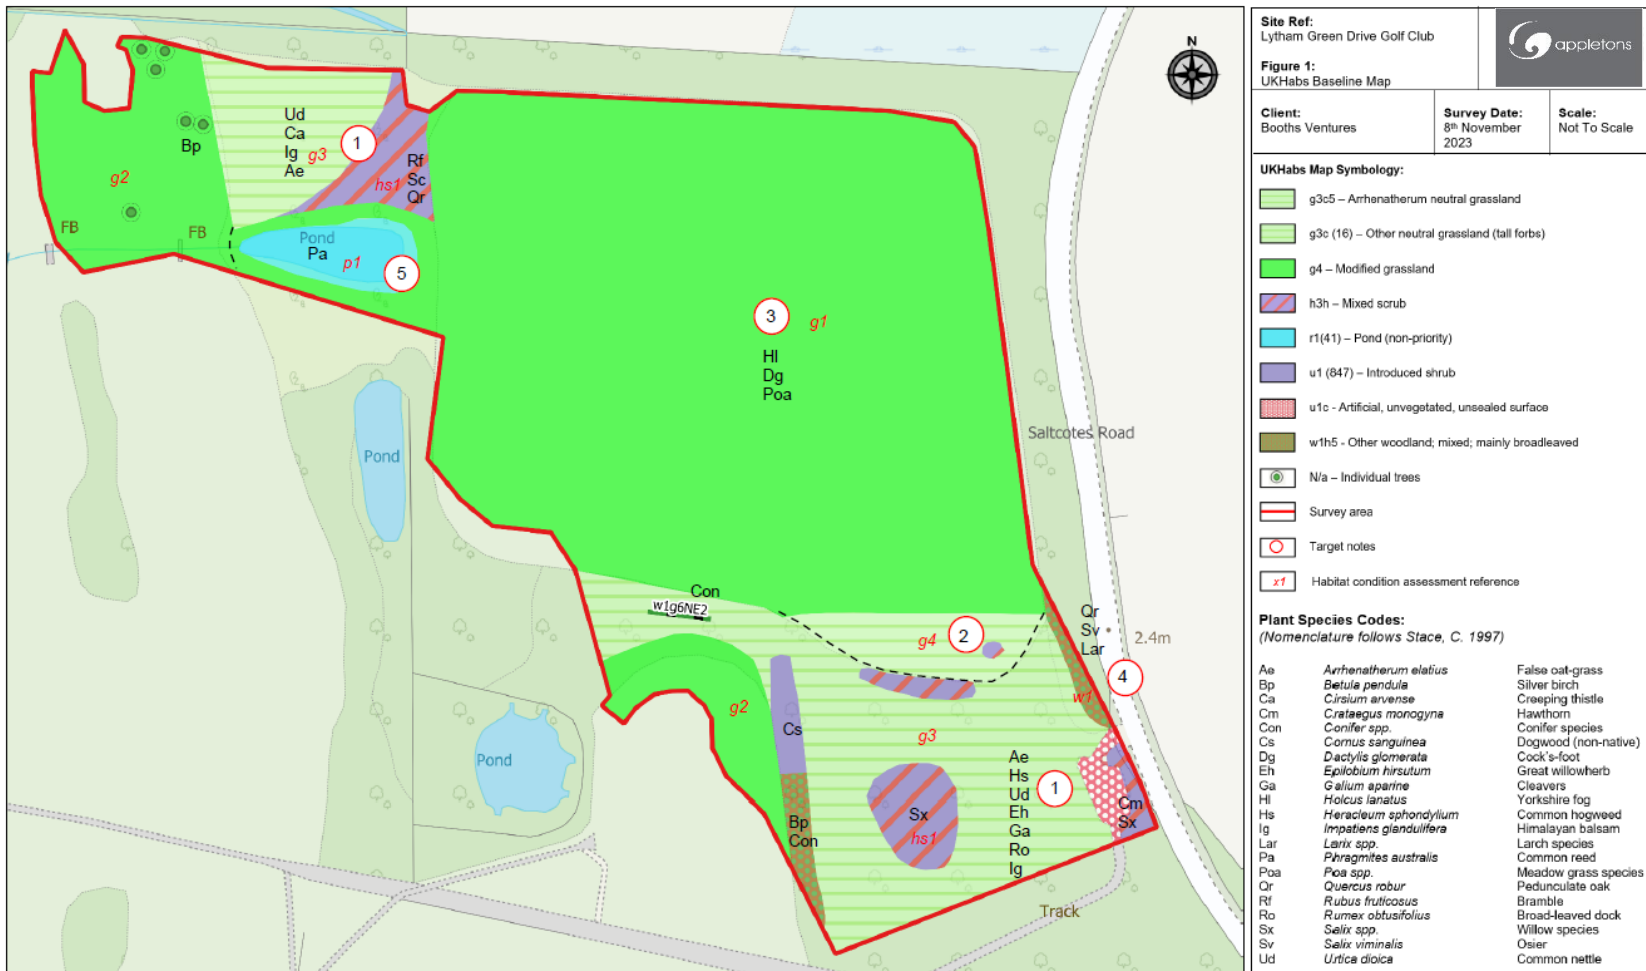 N
Ud
Ca
Ig
Ae
g3
1
Rf
Sc
Qr
hs1
Bp
g2
FB
FB
Pond
Pa
p1
5
3
g1
Hl
Dg
Poa
Pond
Saltcotes Road
Con
w1g6NE2
g4
2
Qr
Sv
Lar
2.4m
4
w1
g2
Cs
g3
Pond
Ae
Hs
Ud
Eh
Ga
Ro
Ig
1
Sx
hs1
Cm
Sx
Bp
Con
Track
Site Ref:
Lytham Green Drive Golf Club
Figure 1:
UKHabs Baseline Map
appletons
Client:
Booths Ventures
Survey Date:
8th November
2023
Scale:
Not To Scale
UKHabs Map Symbology:
g3c5 – Arrhenatherum neutral grassland
g3c (16) – Other neutral grassland (tall forbs)
g4 – Modified grassland
h3h – Mixed scrub
r1(41) – Pond (non-priority)
u1 (847) – Introduced shrub
u1c - Artificial, unvegetated, unsealed surface
w1h5 - Other woodland; mixed; mainly broadleaved
N/a – Individual trees
Survey area
Target notes
x1 Habitat condition assessment reference
Plant Species Codes:
(Nomenclature follows Stace, C. 1997)
Ae Arrhenatherum elatius False oat-grass
Bp Betula pendula Silver birch
Ca Cirsium arvense Creeping thistle
Cm Crataegus monogyna Hawthorn
Con Conifer spp. Conifer species
Cs Cornus sanguinea Dogwood (non-native)
Dg Dactylis glomerata Cock's-foot
Eh Epilobium hirsutum Great willowherb
Ga Galium aparine Cleavers
Hl Holcus lanatus Yorkshire fog
Hs Heracleum sphondylium Common hogweed
Ig Impatiens glandulifera Himalayan balsam
Lar Larix spp. Larch species
Pa Phragmites australis Common reed
Poa Poa spp. Meadow grass species
Qr Quercus robur Pedunculate oak
Rf Rubus fruticosus Bramble
Ro Rumex obtusifolius Broad-leaved dock
Sx Salix spp. Willow species
Sv Salix viminalis Osier
Ud Urtica dioica Common nettle